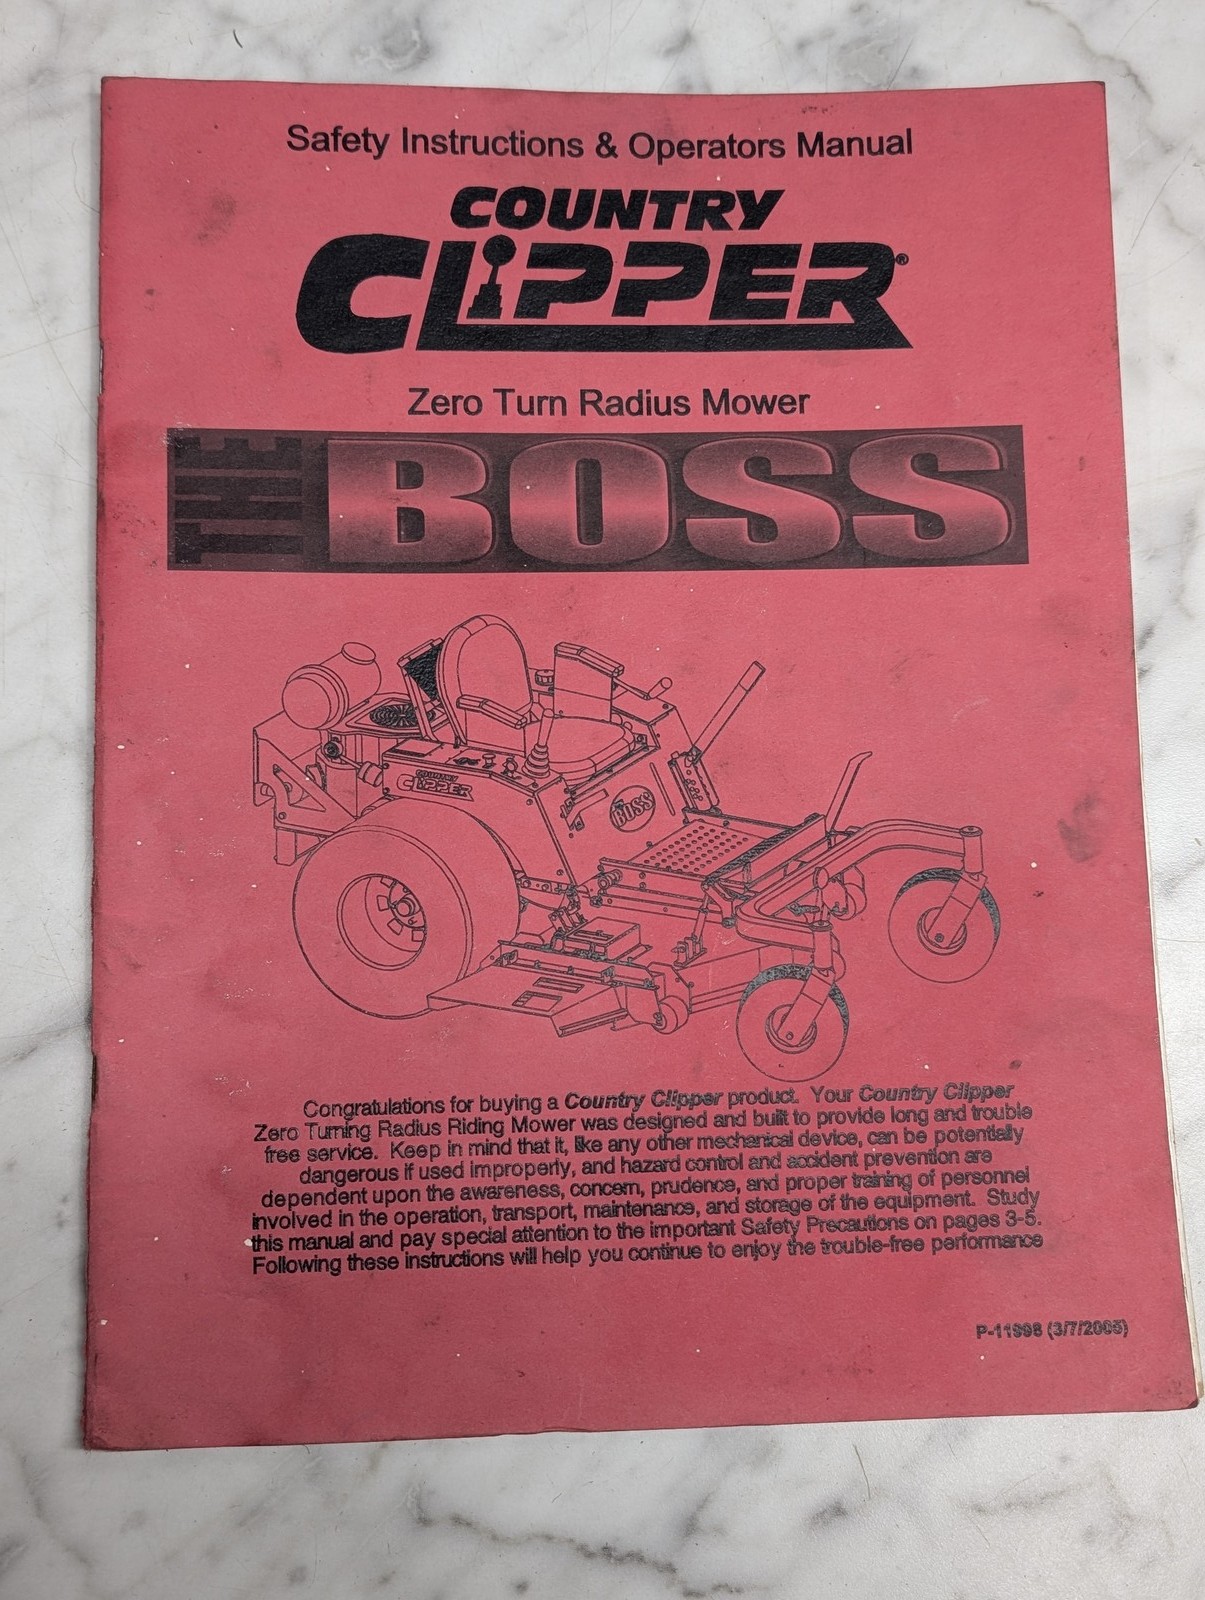 Safety Instructions & Operators Manual
COUNTRY
CLIPPER®
Zero Turn Radius Mower
THE BOSS
COUNTRY
CLIPPER
THE
BOSS
Congratulations for buying a Country Clipper product. Your Country Clipper
Zero Turning Radius Riding Mower was designed and built to provide long and trouble
free service. Keep in mind that it, like any other mechanical device, can be potentially
dangerous if used improperly, and hazard control and accident prevention are
dependent upon the awareness, concern, prudence, and proper training of personnel
involved in the operation, transport, maintenance, and storage of the equipment. Study
this manual and pay special attention to the important Safety Precautions on pages 3-5.
Following these instructions will help you continue to enjoy the trouble-free performance
P-11998 (3/7/2005)